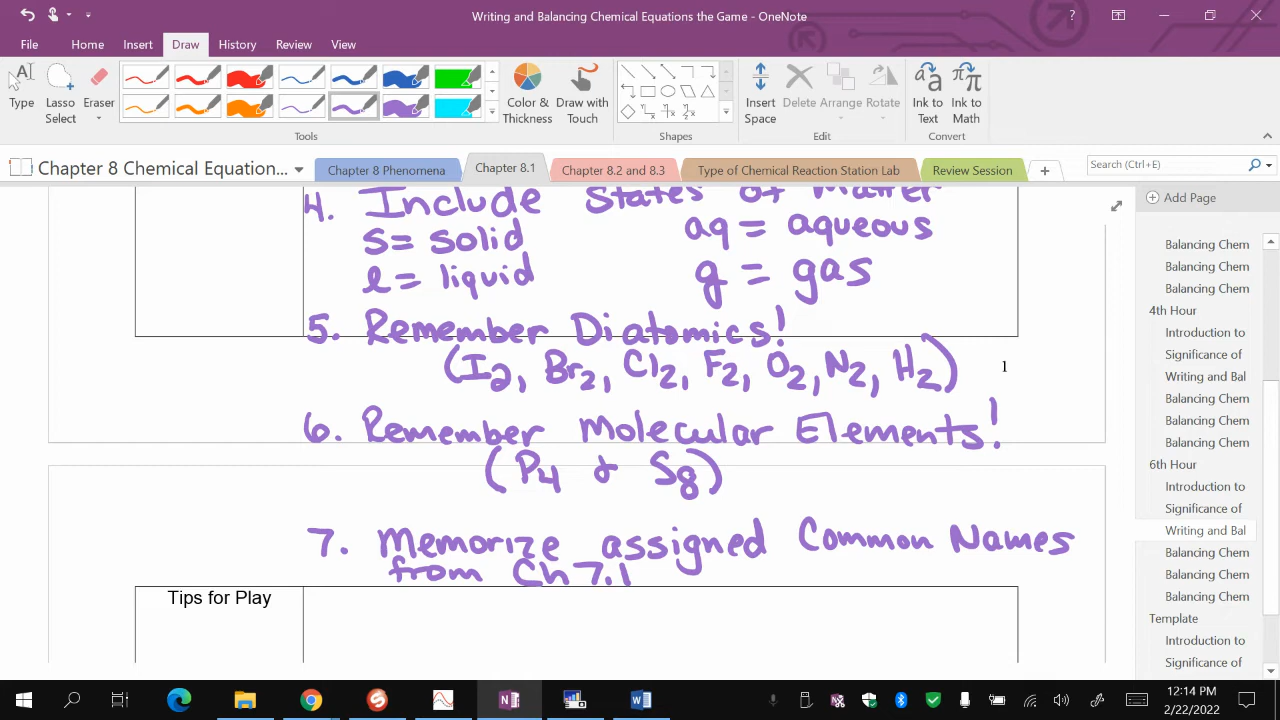 Writing and Balancing Chemical Equations the Game - OneNote
File Home Insert Draw History Review View
Type Lasso Select Eraser Color & Thickness Draw with Touch Insert Space Delete Arrange Rotate Ink to Text Ink to Math
Tools Shapes Edit Convert
Chapter 8 Chemical Equation... Chapter 8 Phenomena Chapter 8.1 Chapter 8.2 and 8.3 Type of Chemical Reaction Station Lab Review Session Search (Ctrl+E)
Add Page
4. Include States of Matter
s = solid aq = aqueous
l = liquid g = gas
5. Remember Diatomics!
(I2, Br2, Cl2, F2, O2, N2, H2)
1
6. Remember Molecular Elements!
(P4 & S8)
7. Memorize assigned Common Names
from Ch 7.1
Tips for Play
Balancing Chem
Balancing Chem
Balancing Chem
4th Hour
Introduction to
Significance of
Writing and Bal
Balancing Chem
Balancing Chem
Balancing Chem
6th Hour
Introduction to
Significance of
Writing and Bal
Balancing Chem
Balancing Chem
Balancing Chem
Template
Introduction to
Significance of
12:14 PM
2/22/2022